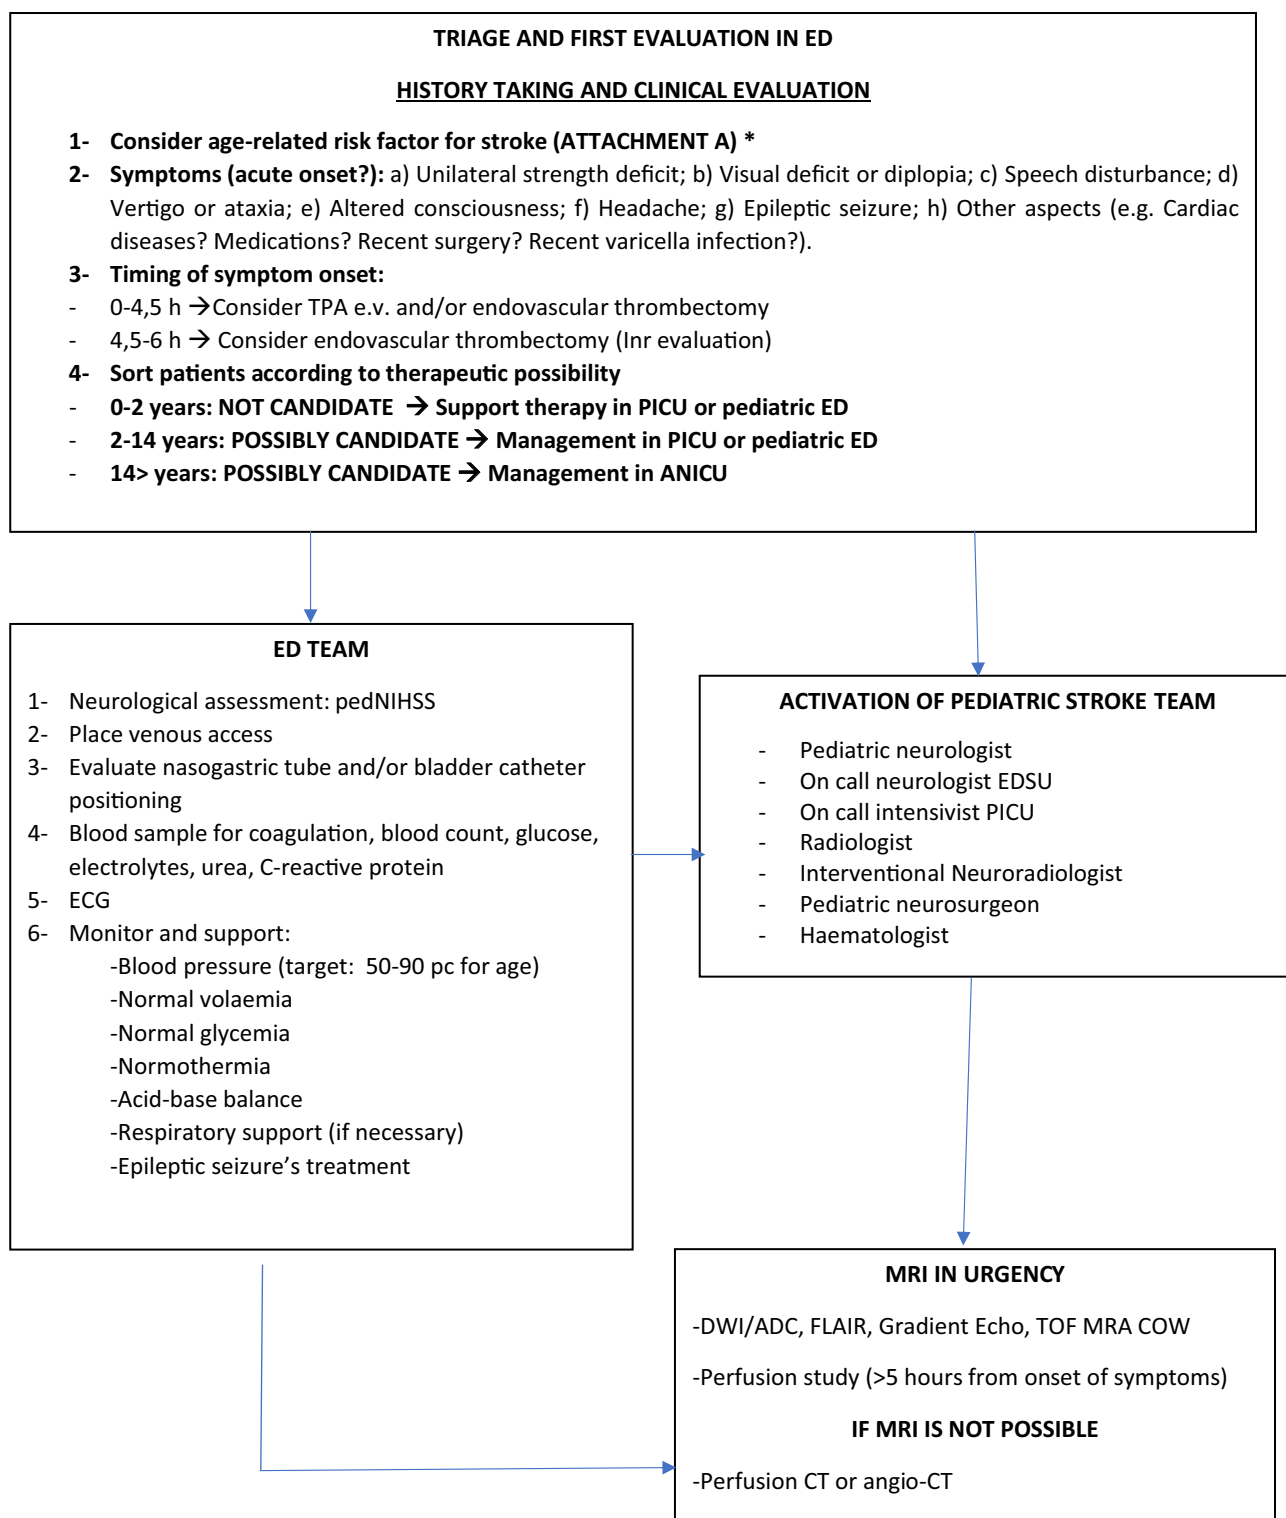 TRIAGE AND FIRST EVALUATION IN ED
HISTORY TAKING AND CLINICAL EVALUATION
1- Consider age-related risk factor for stroke (ATTACHMENT A) *
2- Symptoms (acute onset?): a) Unilateral strength deficit; b) Visual deficit or diplopia; c) Speech disturbance; d)
Vertigo or ataxia; e) Altered consciousness; f) Headache; g) Epileptic seizure; h) Other aspects (e.g. Cardiac
diseases? Medications? Recent surgery? Recent varicella infection?).
3- Timing of symptom onset:
- 0-4,5 h →Consider TPA e.v. and/or endovascular thrombectomy
- 4,5-6 h → Consider endovascular thrombectomy (Inr evaluation)
4- Sort patients according to therapeutic possibility
- 0-2 years: NOT CANDIDATE → Support therapy in PICU or pediatric ED
- 2-14 years: POSSIBLY CANDIDATE → Management in PICU or pediatric ED
- 14> years: POSSIBLY CANDIDATE → Management in ANICU
ED TEAM
1- Neurological assessment: pedNIHSS
2- Place venous access
3- Evaluate nasogastric tube and/or bladder catheter
positioning
4- Blood sample for coagulation, blood count, glucose,
electrolytes, urea, C-reactive protein
5- ECG
6- Monitor and support:
-Blood pressure (target: 50-90 pc for age)
-Normal volaemia
-Normal glycemia
-Normothermia
-Acid-base balance
-Respiratory support (if necessary)
-Epileptic seizure's treatment
ACTIVATION OF PEDIATRIC STROKE TEAM
- Pediatric neurologist
- On call neurologist EDSU
- On call intensivist PICU
- Radiologist
- Interventional Neuroradiologist
- Pediatric neurosurgeon
- Haematologist
MRI IN URGENCY
-DWI/ADC, FLAIR, Gradient Echo, TOF MRA COW
-Perfusion study (>5 hours from onset of symptoms)
IF MRI IS NOT POSSIBLE
-Perfusion CT or angio-CT